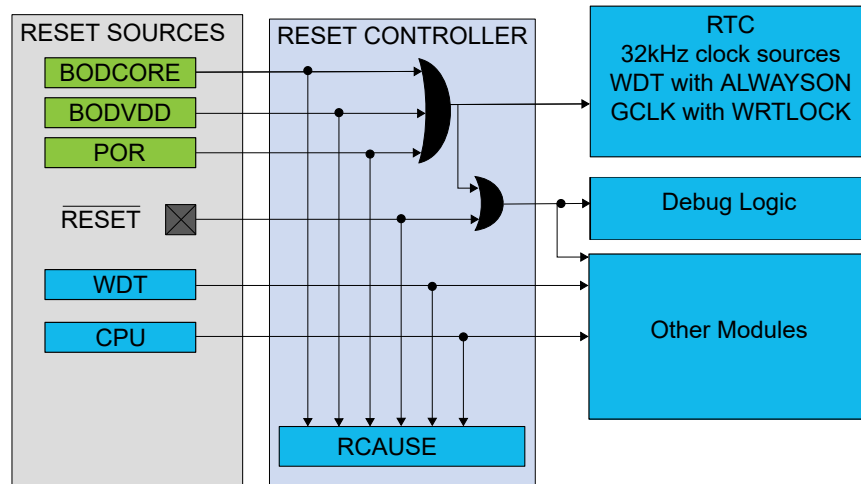 RESET SOURCES
BODCORE
BODVDD
POR
RESET
WDT
CPU
RESET CONTROLLER
RCAUSE
RTC
32kHz clock sources
WDT with ALWAYSON
GCLK with WRTLOCK
Debug Logic
Other Modules